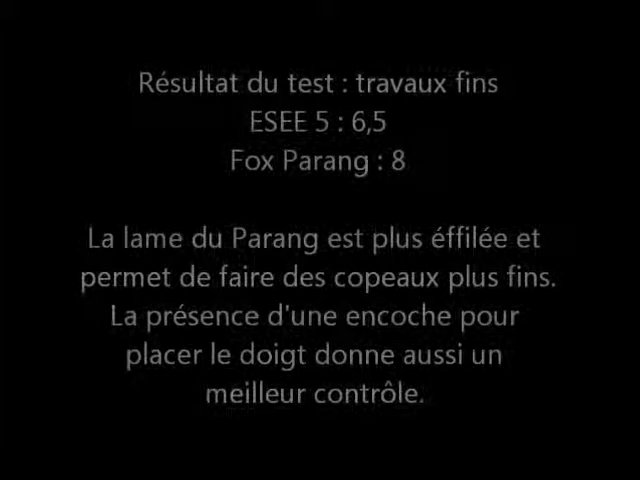 Résultat du test : travaux fins
ESEE 5 : 6,5
Fox Parang : 8
La lame du Parang est plus éffilée et
permet de faire des copeaux plus fins.
La présence d'une encoche pour
placer le doigt donne aussi un
meilleur contrôle.